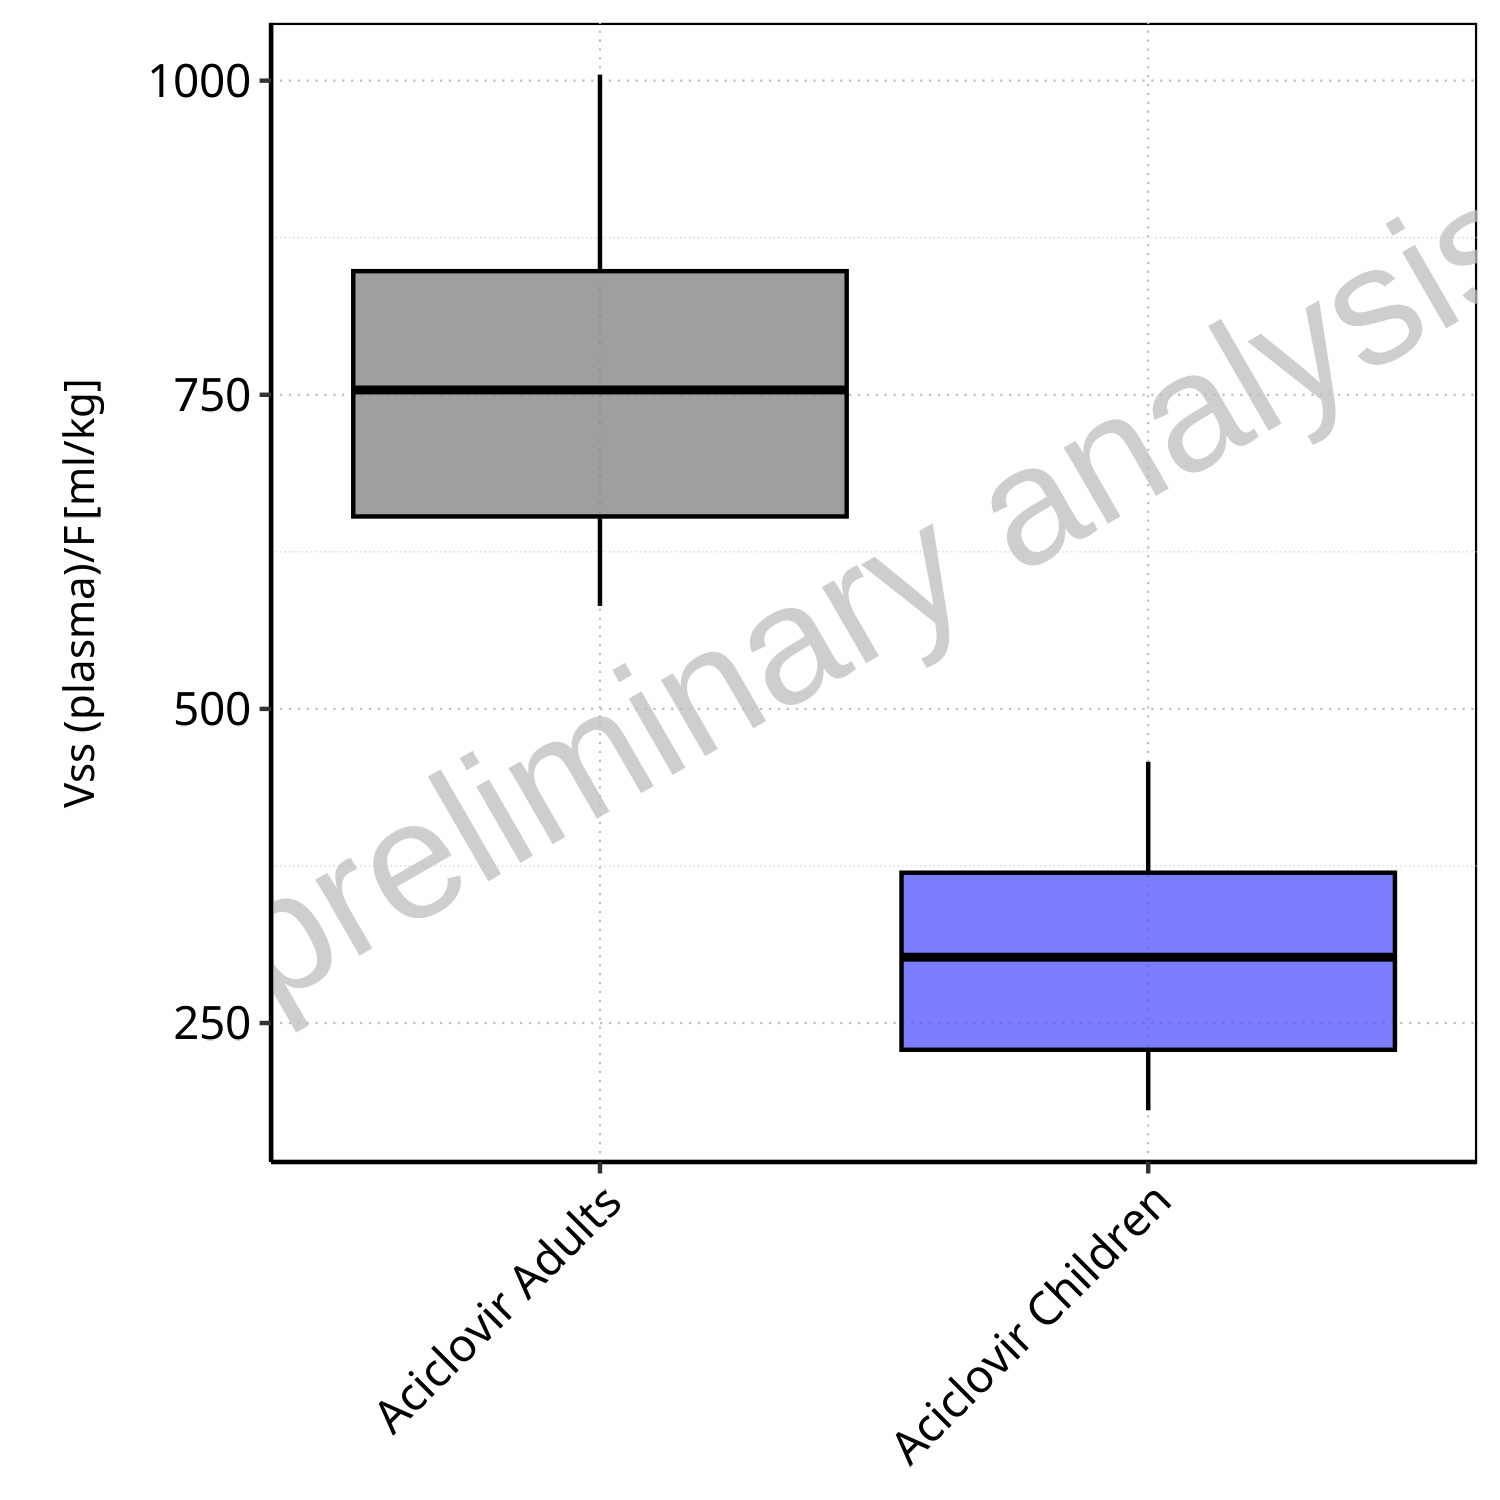 1000
750
500
250
Vss (plasma)/F [ml/kg]
preliminary analysis
Aciclovir Adults
Aciclovir Children